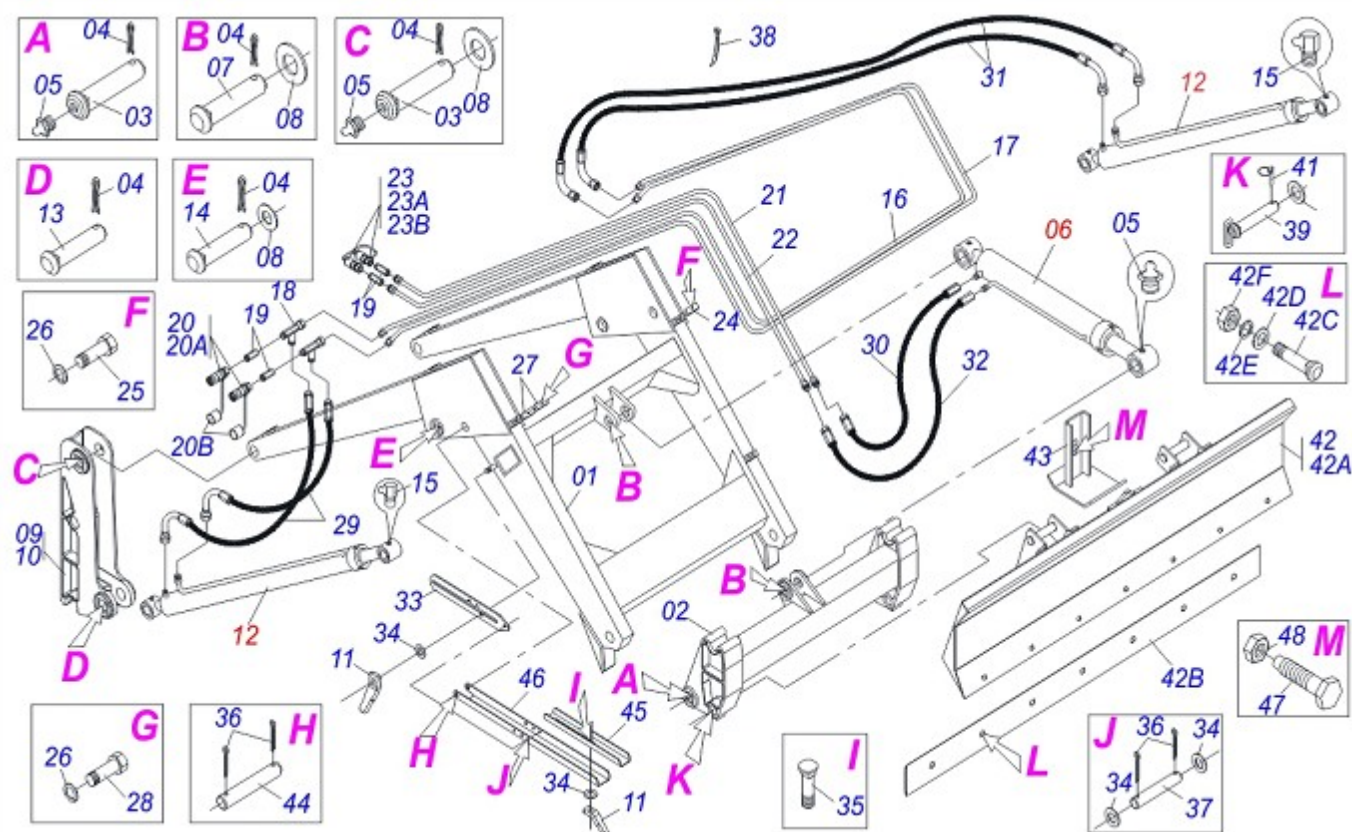 A
04
05
03
B
04
07
08
C
04
05
03
08
38
31
15
12
17
D
04
13
E
04
14
08
23
23A
23B
21
22
16
K
41
39
06
05
F
26
25
18
19
19
20
20A
20B
F
24
G
27
L
42F
42D
42C
42E
30
32
C
E
B
01
43
M
42
42A
15
29
09
10
D
12
33
34
11
B
02
A
46
I
45
H
J
K
34
11
42B
L
48
M
47
G
26
28
36
H
44
I
35
J
36
34
34
37